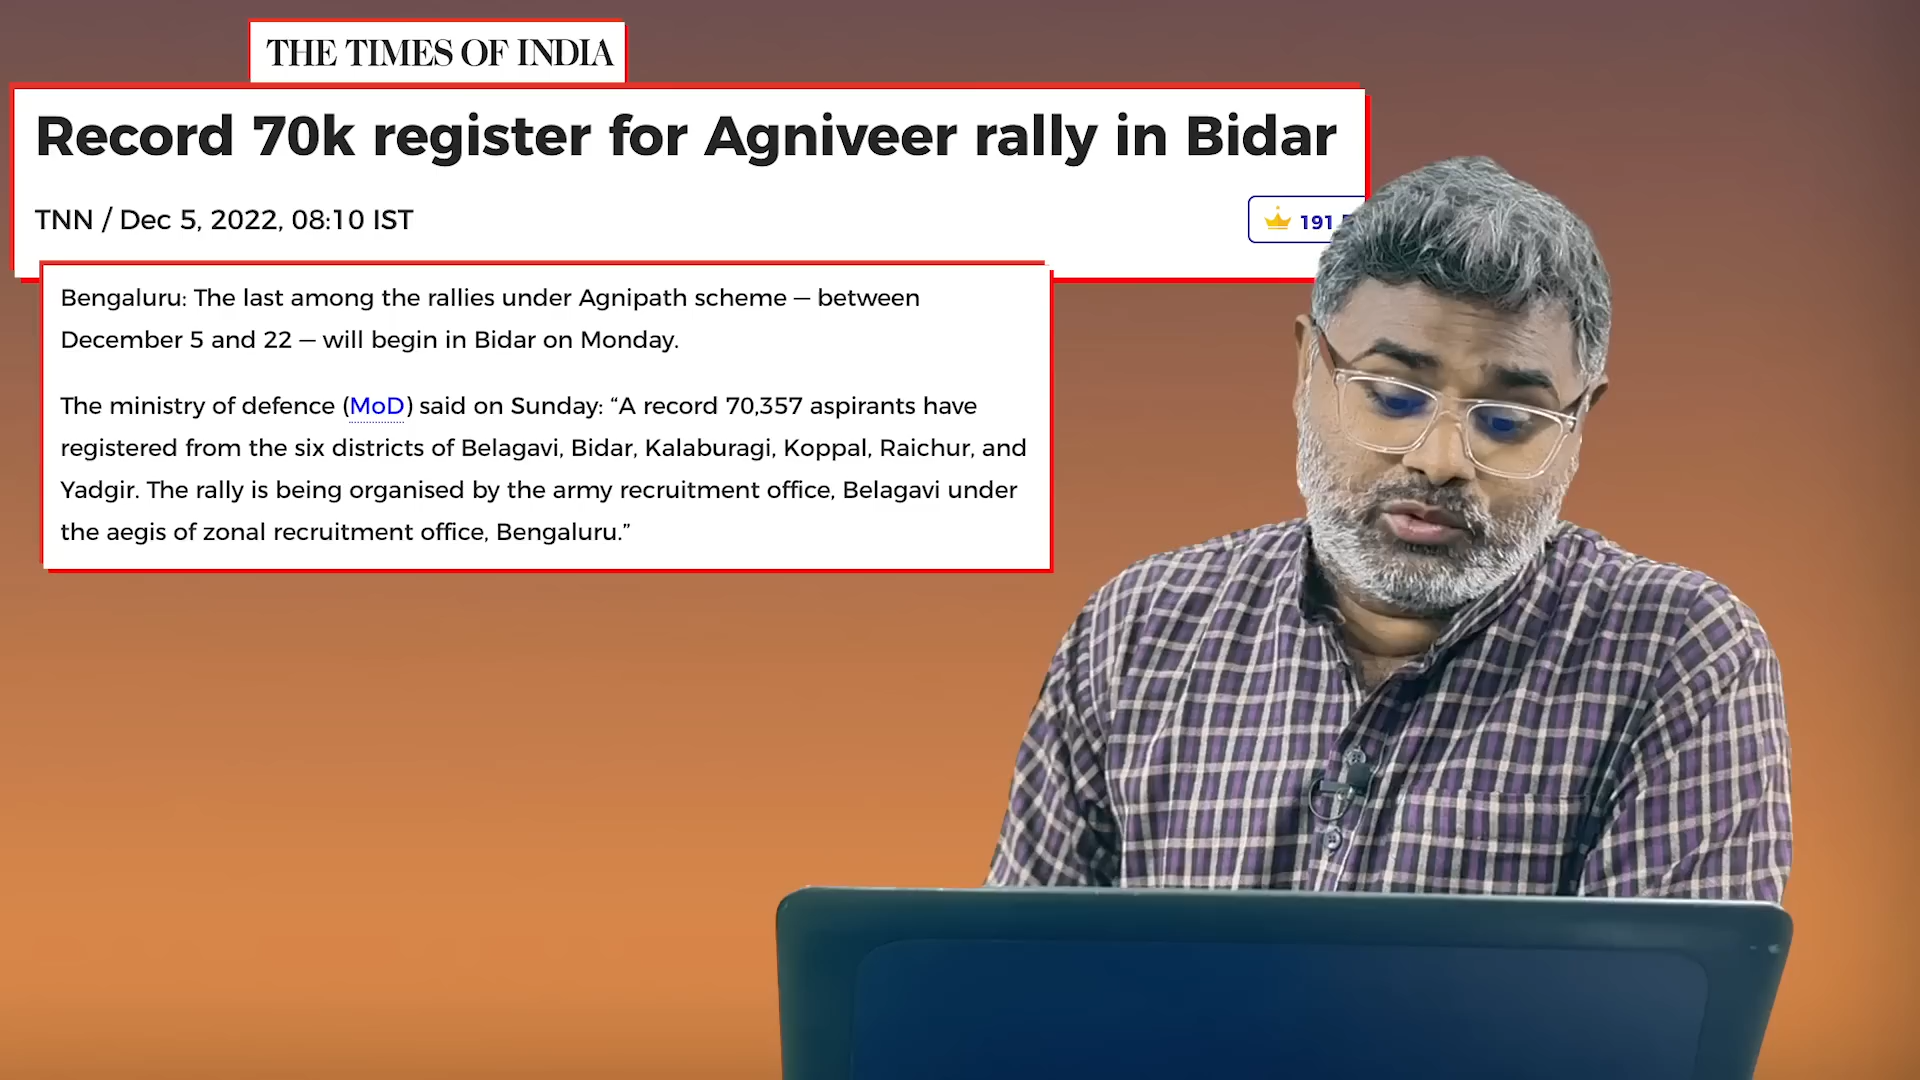 THE TIMES OF INDIA
Record 70k register for Agniveer rally in Bidar
TNN / Dec 5, 2022, 08:10 IST
191
Bengaluru: The last among the rallies under Agnipath scheme — between
December 5 and 22 — will begin in Bidar on Monday.
The ministry of defence (MoD) said on Sunday: “A record 70,357 aspirants have
registered from the six districts of Belagavi, Bidar, Kalaburagi, Koppal, Raichur, and
Yadgir. The rally is being organised by the army recruitment office, Belagavi under
the aegis of zonal recruitment office, Bengaluru.”